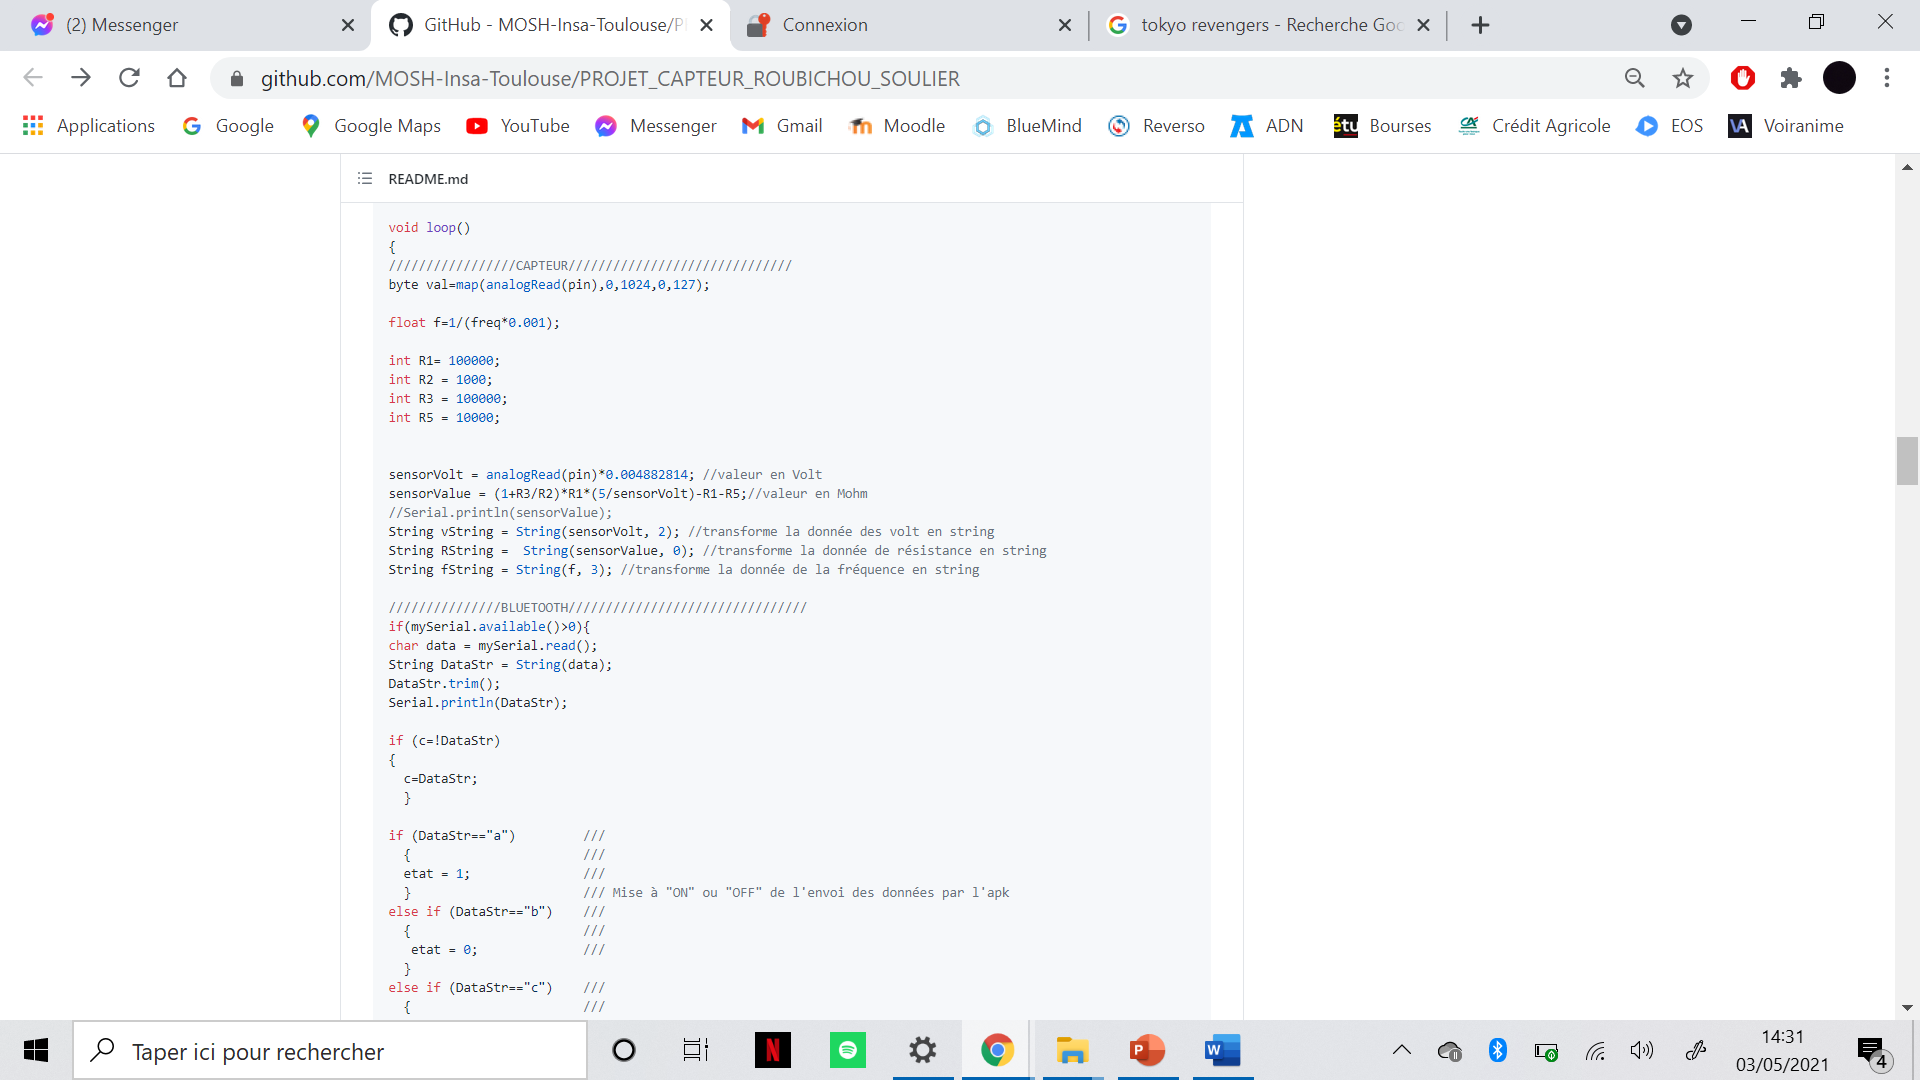 (2) Messenger
GitHub - MOSH-Insa-Toulouse/PI
Connexion
tokyo revengers - Recherche Goo
github.com/MOSH-Insa-Toulouse/PROJET_CAPTEUR_ROUBICHOU_SOULIER
Applications Google Google Maps YouTube Messenger Gmail Moodle BlueMind Reverso ADN étu Bourses Crédit Agricole EOS VA Voiranime
README.md
void loop()
{
/////////////////CAPTEUR//////////////////////////////
byte val=map(analogRead(pin),0,1024,0,127);
float f=1/(freq*0.001);
int R1= 100000;
int R2 = 1000;
int R3 = 100000;
int R5 = 10000;
sensorVolt = analogRead(pin)*0.004882814; //valeur en Volt
sensorValue = (1+R3/R2)*R1*(5/sensorVolt)-R1-R5;//valeur en Mohm
//Serial.println(sensorValue);
String vString = String(sensorVolt, 2); //transforme la donnée des volt en string
String RString =  String(sensorValue, 0); //transforme la donnée de résistance en string
String fString = String(f, 3); //transforme la donnée de la fréquence en string
///////////////BLUETOOTH////////////////////////////////
if(mySerial.available()>0){
char data = mySerial.read();
String DataStr = String(data);
DataStr.trim();
Serial.println(DataStr);
if (c=!DataStr)
{
c=DataStr;
}
if (DataStr=="a") ///
{ ///
etat = 1; ///
} /// Mise à "ON" ou "OFF" de l'envoi des données par l'apk
else if (DataStr=="b") ///
{ ///
etat = 0; ///
}
else if (DataStr=="c") ///
{ ///
Taper ici pour rechercher
14:31
03/05/2021
4